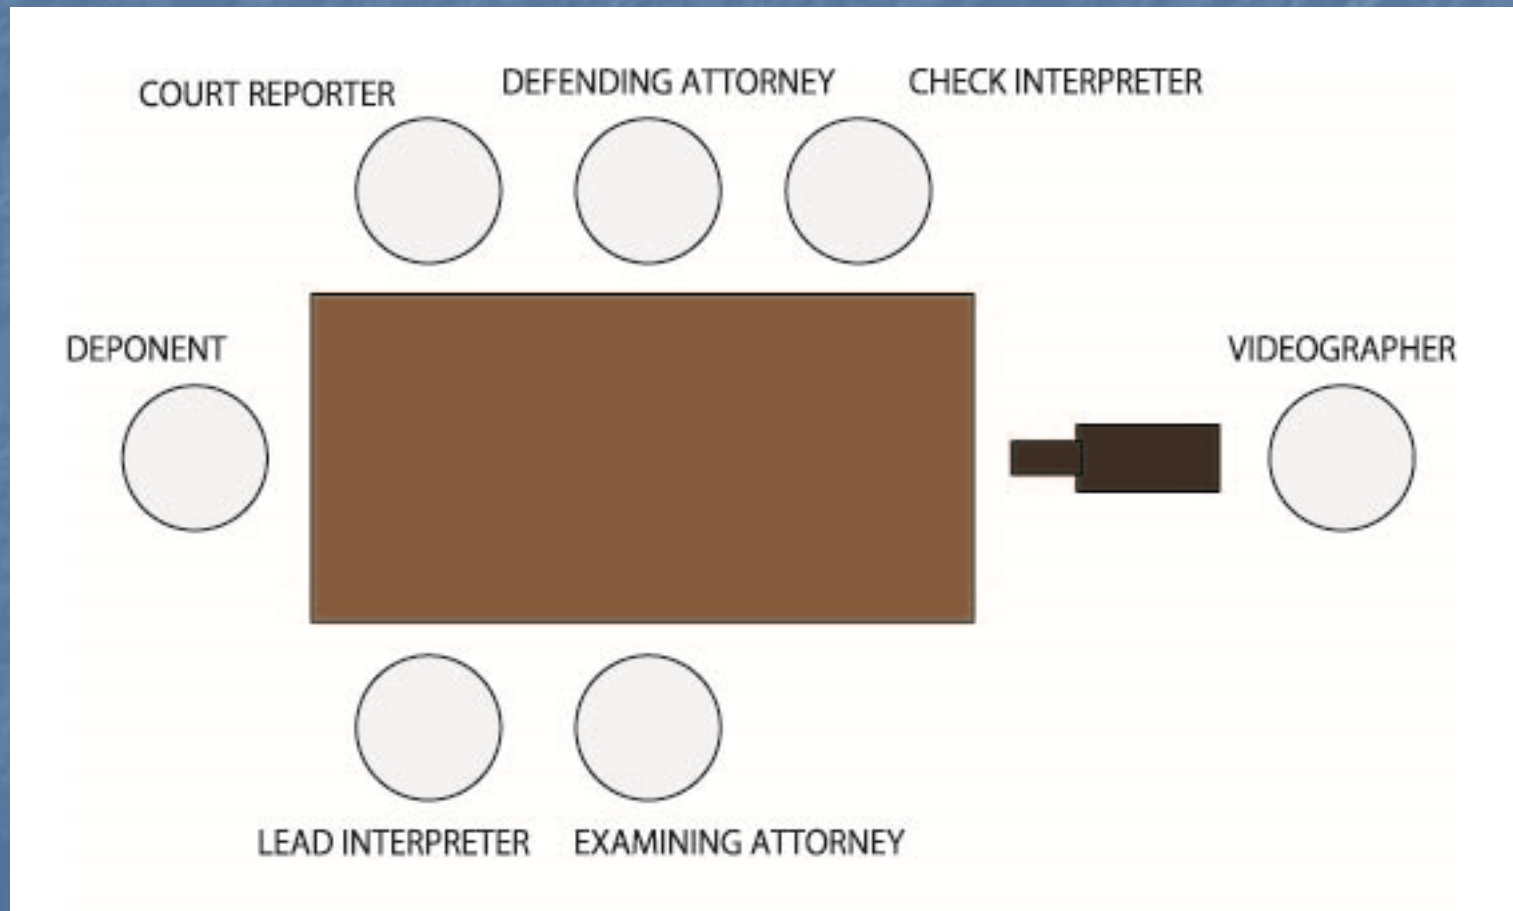 COURT REPORTER
DEFENDING ATTORNEY
CHECK INTERPRETER
DEPONENT
VIDEOGRAPHER
LEAD INTERPRETER
EXAMINING ATTORNEY